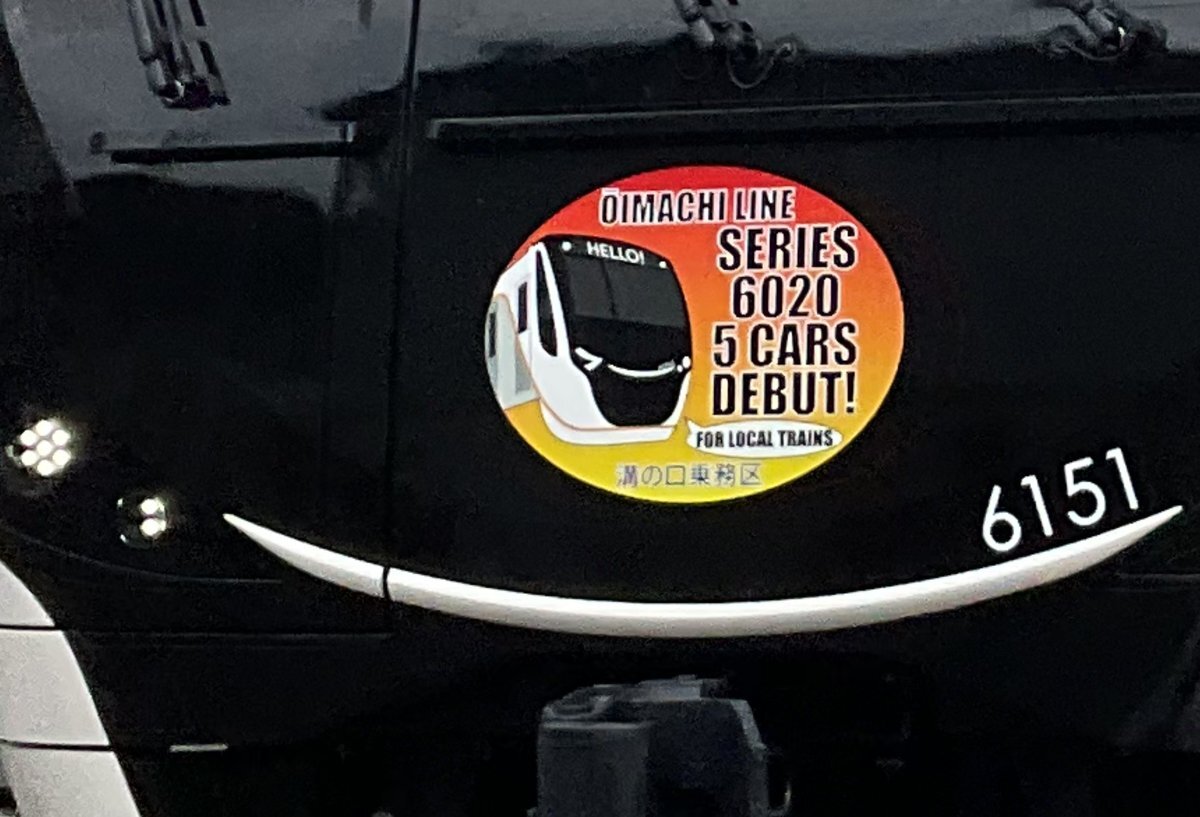 ŌIMACHI LINE
HELLO!
SERIES
6020
5 CARS
DEBUT!
FOR LOCAL TRAINS
溝の口乗務区
6151